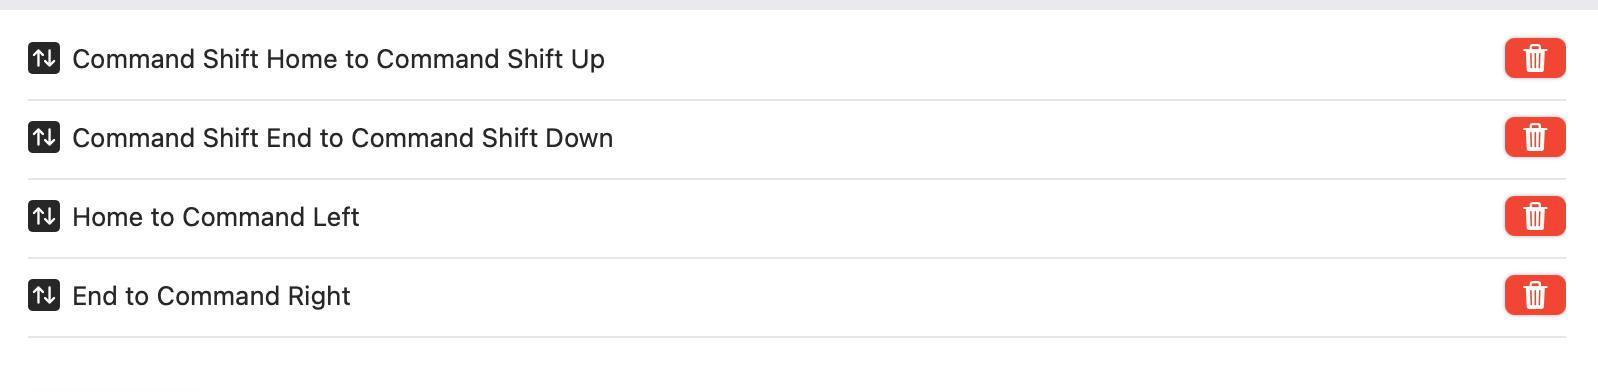 Command Shift Home to Command Shift Up
Command Shift End to Command Shift Down
Home to Command Left
End to Command Right